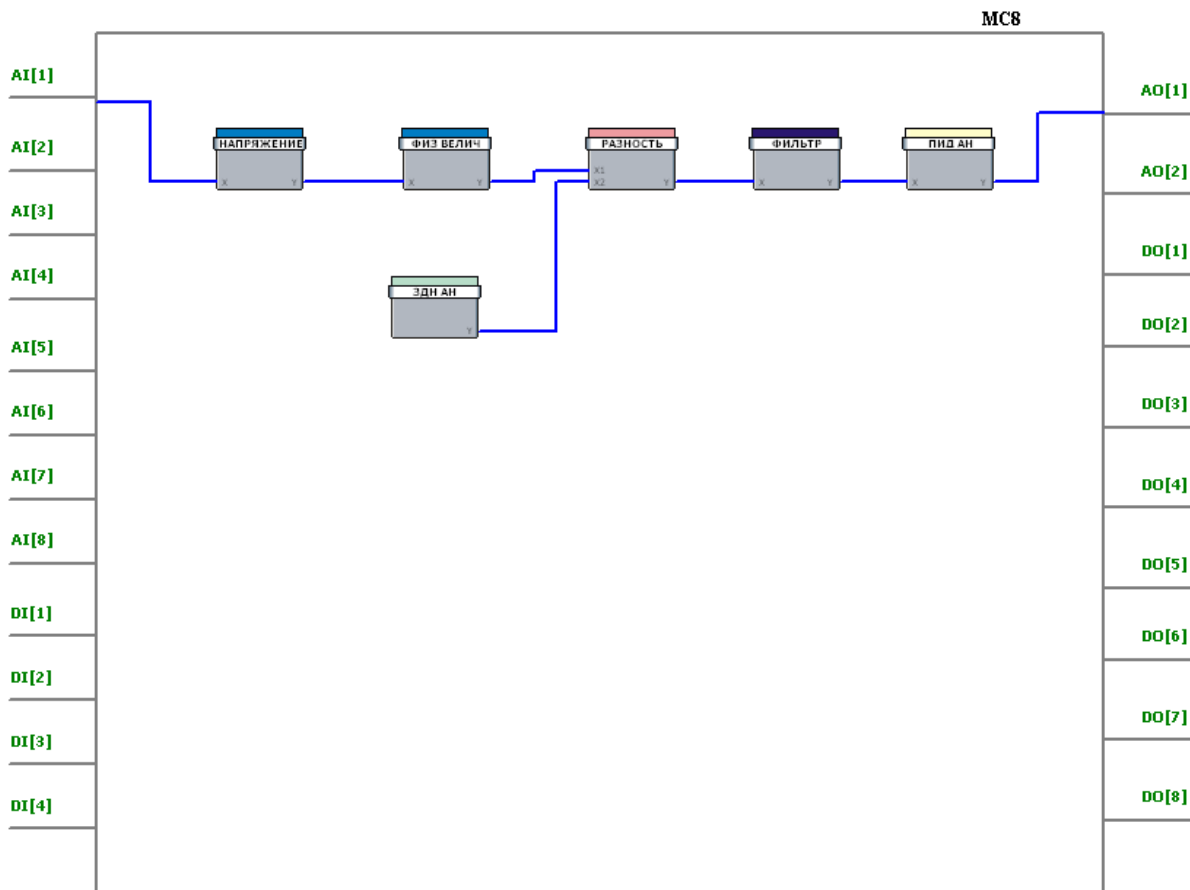 MC8
AI[1]
AI[2]
AI[3]
AI[4]
AI[5]
AI[6]
AI[7]
AI[8]
DI[1]
DI[2]
DI[3]
DI[4]
НАПРЯЖЕНИЕ
X Y
ФИЗ ВЕЛИЧ
X Y
РАЗНОСТЬ
X1
X2 Y
ФИЛЬТР
X Y
ПИД АН
X Y
ЗДН АН
Y
AO[1]
AO[2]
DO[1]
DO[2]
DO[3]
DO[4]
DO[5]
DO[6]
DO[7]
DO[8]